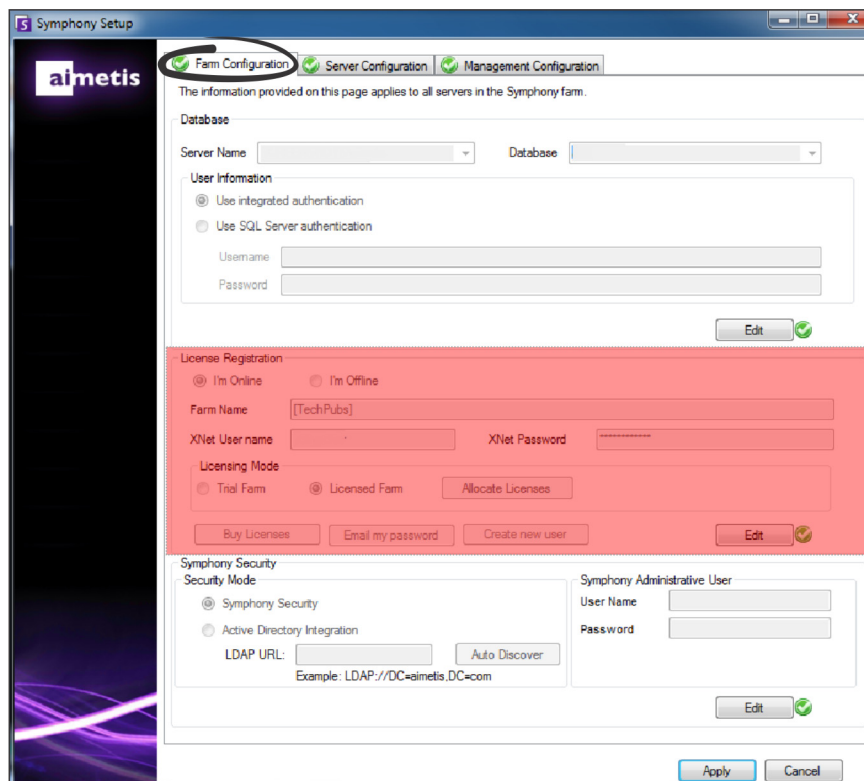 Symphony Setup
aimetis
Farm Configuration
Server Configuration
Management Configuration
The information provided on this page applies to all servers in the Symphony farm.
Database
Server Name
Database
User Information
Use integrated authentication
Use SQL Server authentication
Username
Password
Edit
License Registration
I'm Online
I'm Offline
Farm Name
[TechPubs]
XNet User name
XNet Password
Licensing Mode
Trial Farm
Licensed Farm
Allocate Licenses
Buy Licenses
Email my password
Create new user
Edit
Symphony Security
Security Mode
Symphony Security
Active Directory Integration
LDAP URL:
Auto Discover
Example: LDAP://DC=aimetis,DC=com
Symphony Administrative User
User Name
Password
Edit
Apply
Cancel